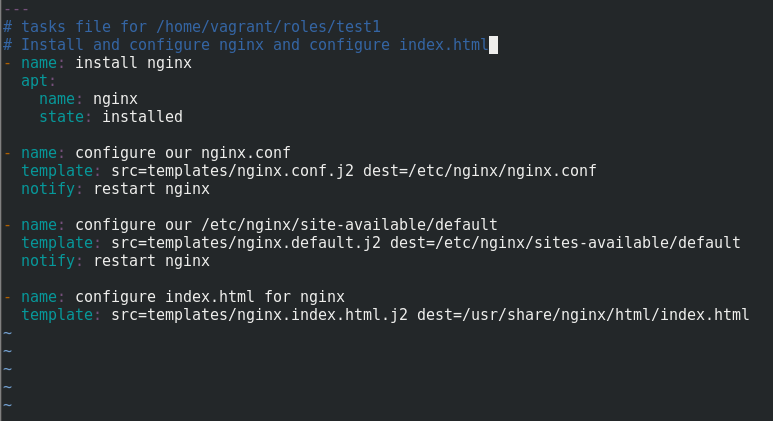 ---
# tasks file for /home/vagrant/roles/test1
# Install and configure nginx and configure index.html
- name: install nginx
  apt:
    name: nginx
    state: installed

- name: configure our nginx.conf
  template: src=templates/nginx.conf.j2 dest=/etc/nginx/nginx.conf
  notify: restart nginx

- name: configure our /etc/nginx/site-available/default
  template: src=templates/nginx.default.j2 dest=/etc/nginx/sites-available/default
  notify: restart nginx

- name: configure index.html for nginx
  template: src=templates/nginx.index.html.j2 dest=/usr/share/nginx/html/index.html
~
~
~
~
~